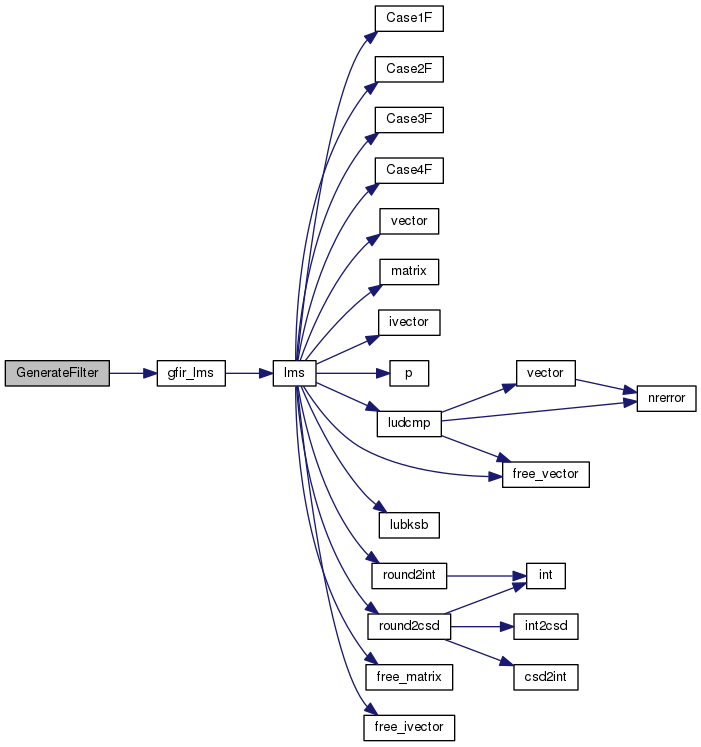 Case1F
Case2F
Case3F
Case4F
vector
matrix
ivector
GenerateFilter
gfir_lms
lms
p
vector
nrerror
ludcmp
free_vector
lubksb
round2int
int
round2csd
int2csd
free_matrix
csd2int
free_ivector